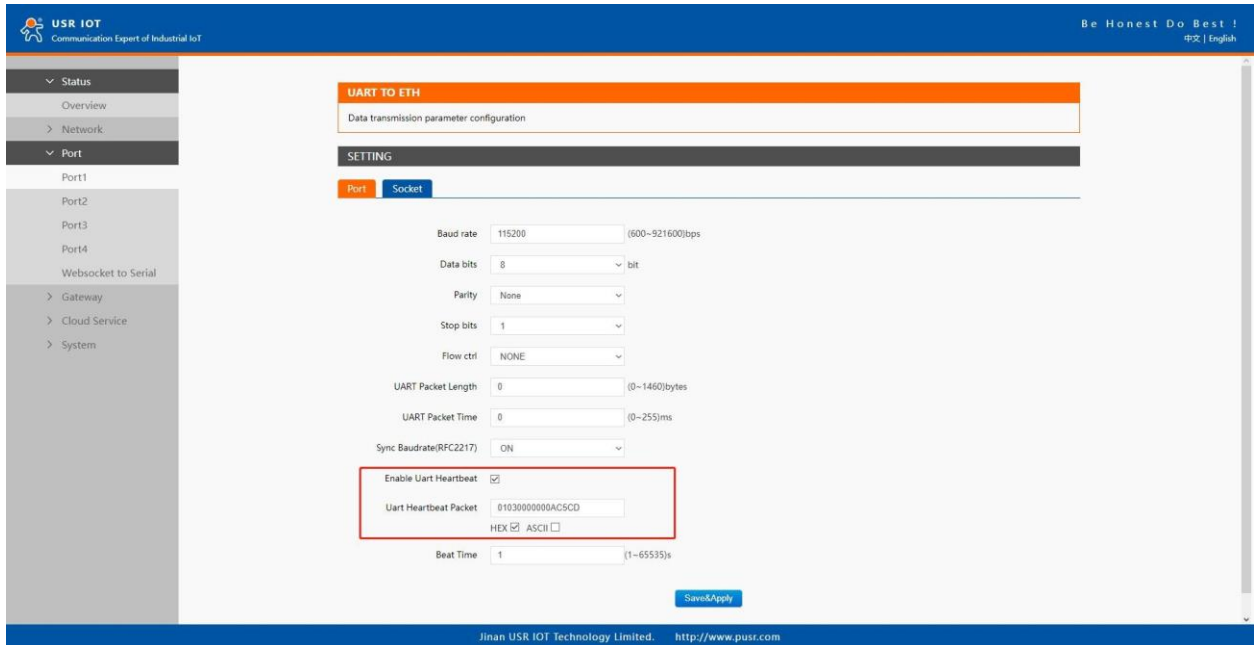 USR IOT
Communication Expert of Industrial IoT
Be Honest Do Best !
中文 | English
Status
Overview
Network
Port
Port1
Port2
Port3
Port4
Websocket to Serial
Gateway
Cloud Service
System
UART TO ETH
Data transmission parameter configuration
SETTING
Port Socket
Baud rate 115200 (600~921600)bps
Data bits 8 bit
Parity None
Stop bits 1
Flow ctrl NONE
UART Packet Length 0 (0~1460)bytes
UART Packet Time 0 (0~255)ms
Sync Baudrate(RFC2217) ON
Enable Uart Heartbeat
Uart Heartbeat Packet 01030000000AC5CD
HEX ASCII
Beat Time 1 (1~65535)s
Save&Apply
Jinan USR IOT Technology Limited. http://www.pusr.com